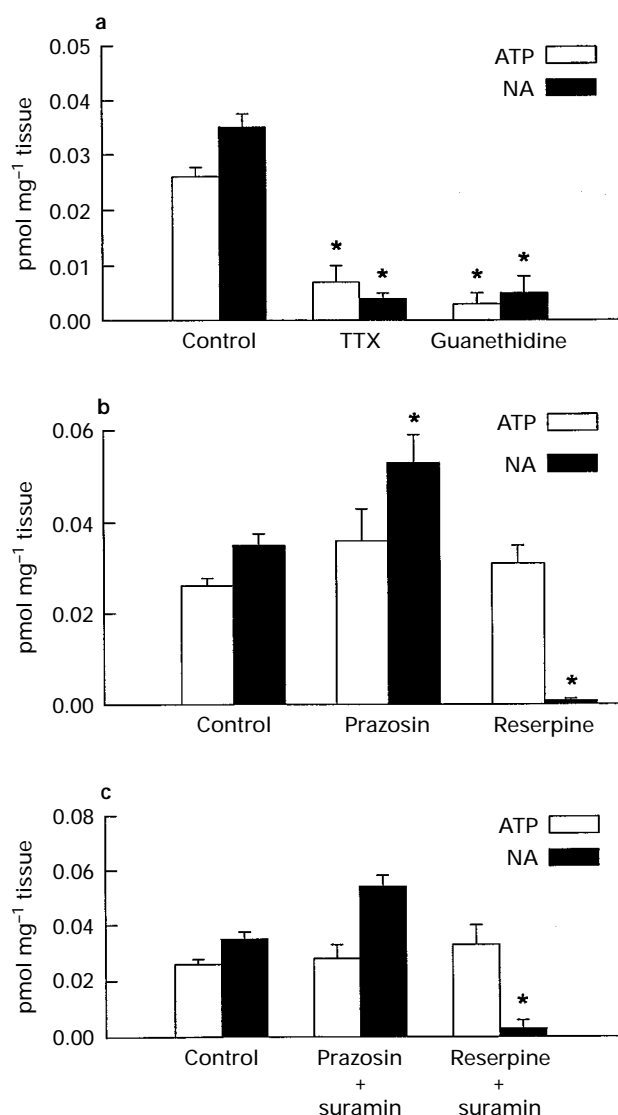 a
0.05
ATP
NA
0.04
0.03
0.02
0.01
0.00
pmol mg⁻¹ tissue
* * * *
Control TTX Guanethidine
b
0.06
ATP
NA
0.04
0.02
0.00
pmol mg⁻¹ tissue
* *
Control Prazosin Reserpine
c
0.08
ATP
NA
0.06
0.04
0.02
0.00
pmol mg⁻¹ tissue
*
Control Prazosin Reserpine
+ +
suramin suramin